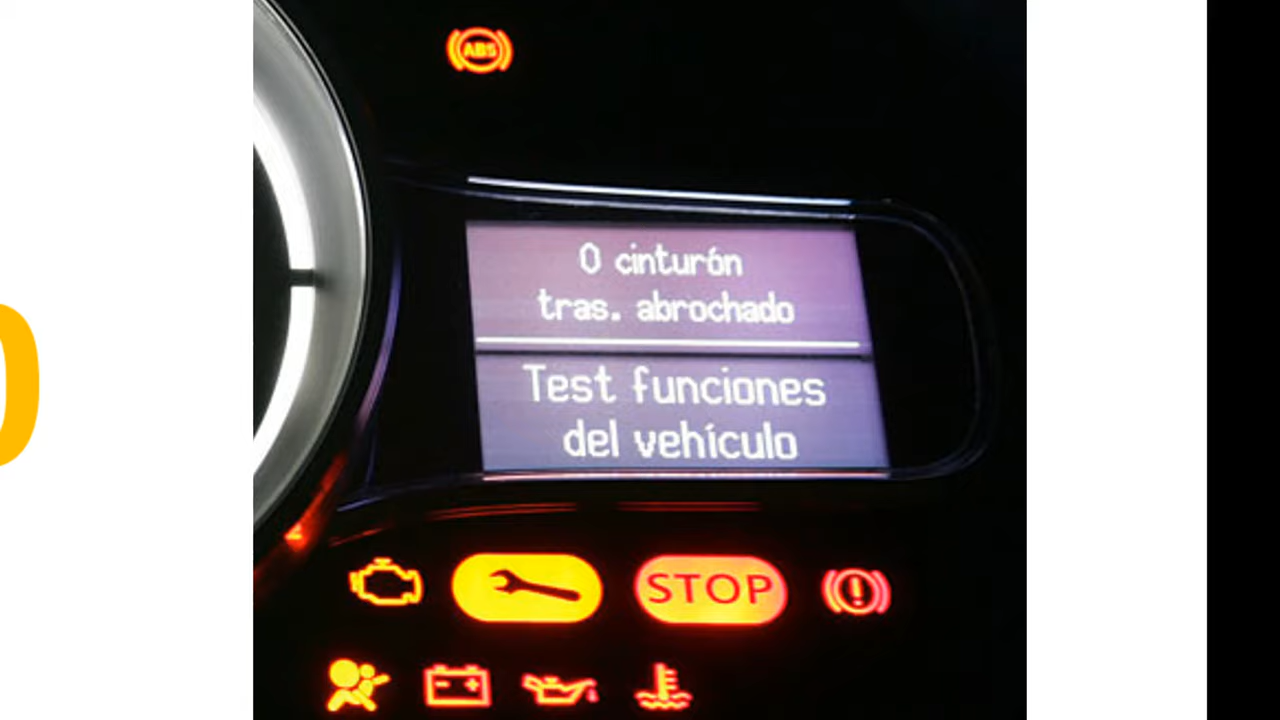 ABS
0 cinturón
tras. abrochado
Test funciones
del vehículo
STOP